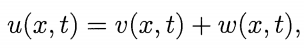 u(x, t) = v(x, t) + w(x, t),